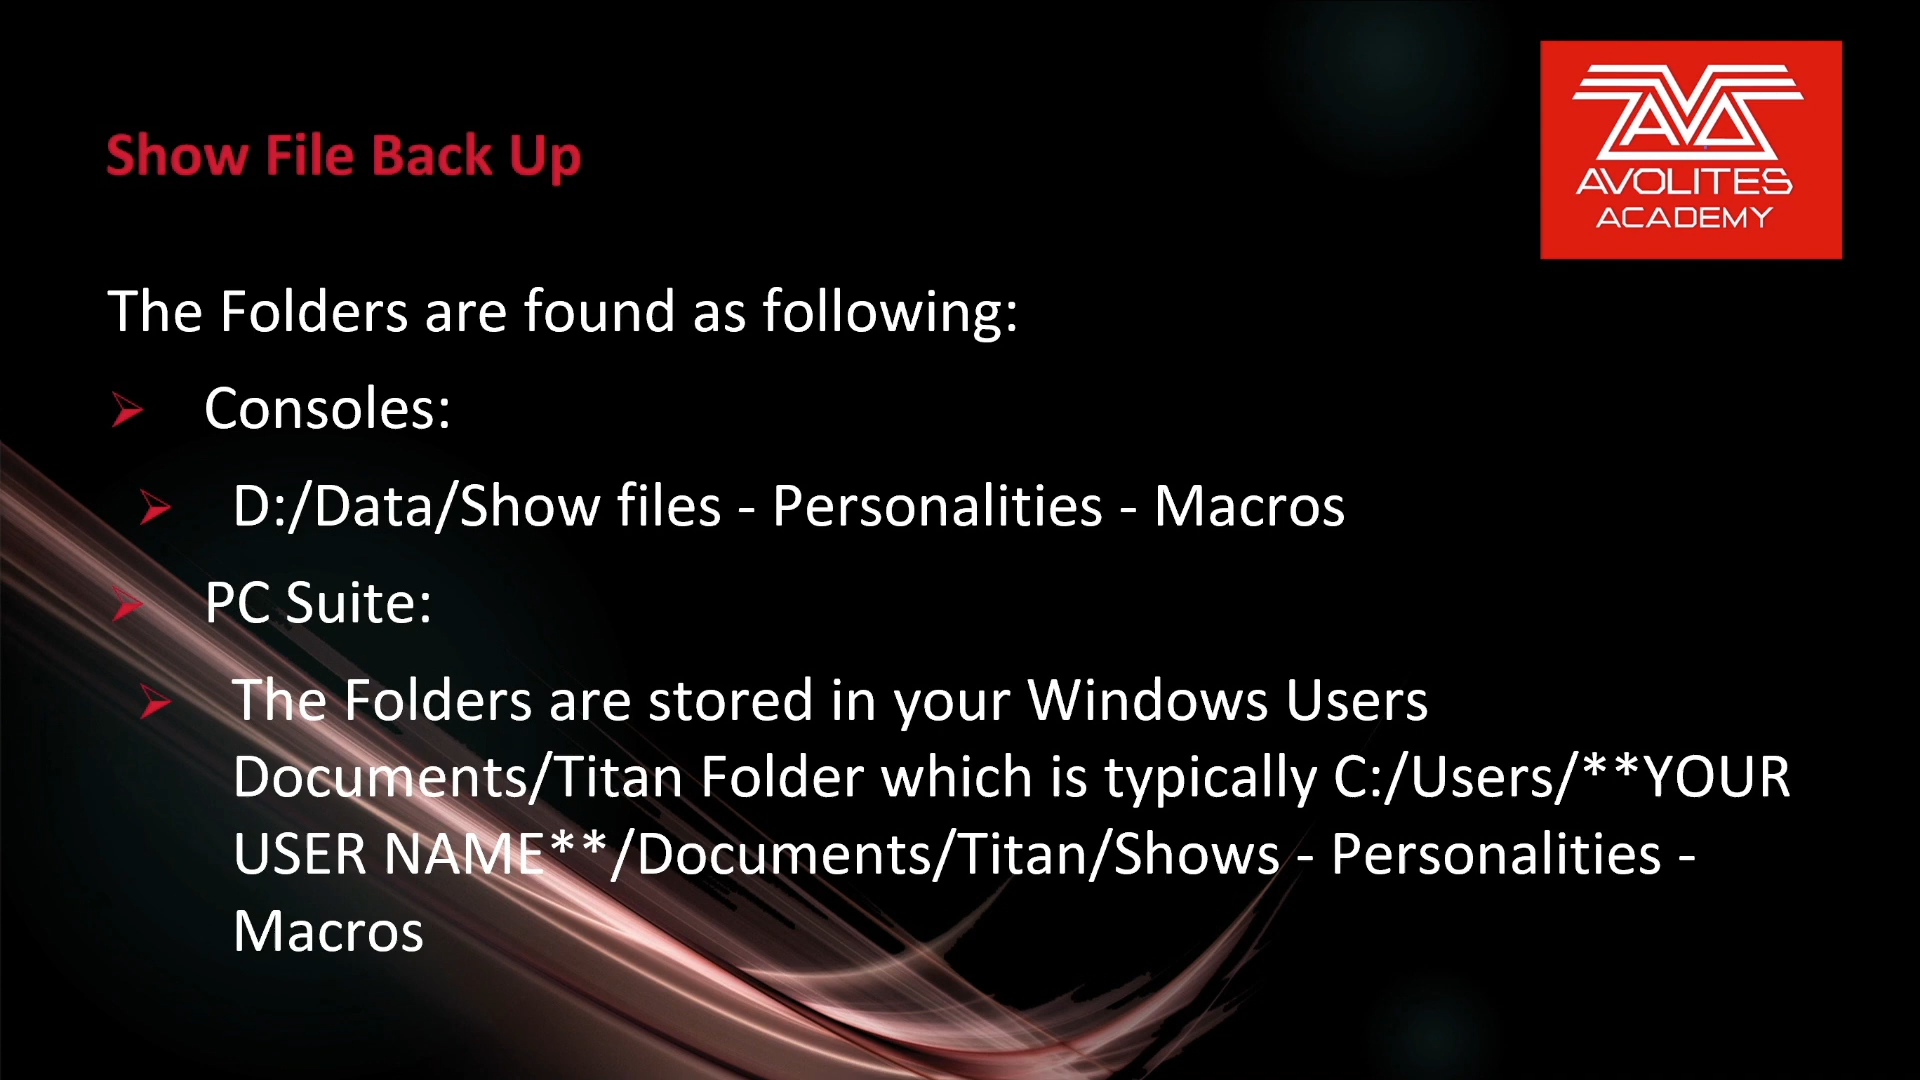 AVOLITES
ACADEMY
Show File Back Up
The Folders are found as following:
Consoles:
D:/Data/Show files - Personalities - Macros
PC Suite:
The Folders are stored in your Windows Users
Documents/Titan Folder which is typically C:/Users/**YOUR
USER NAME**/Documents/Titan/Shows - Personalities -
Macros